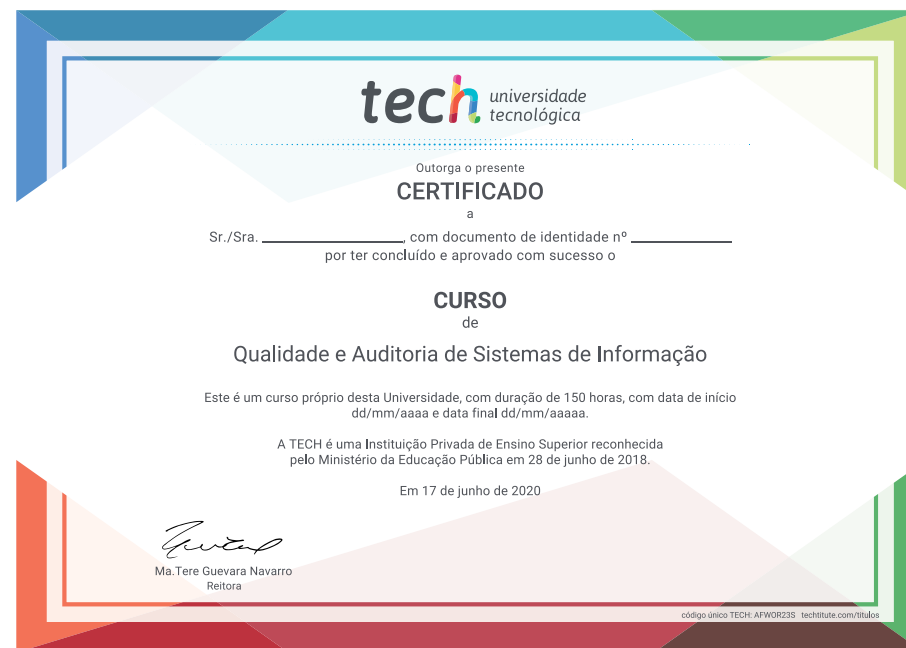 tech universidade
tecnológica
Outorga o presente
CERTIFICADO
a
Sr./Sra. ____________________, com documento de identidade nº ______________
por ter concluído e aprovado com sucesso o
CURSO
de
Qualidade e Auditoria de Sistemas de Informação
Este é um curso próprio desta Universidade, com duração de 150 horas, com data de início
dd/mm/aaaa e data final dd/mm/aaaaa.
A TECH é uma Instituição Privada de Ensino Superior reconhecida
pelo Ministério da Educação Pública em 28 de junho de 2018.
Em 17 de junho de 2020
Ma.Tere Guevara Navarro
Reitora
código único TECH: AFWOR23S techtitute.com/titulos